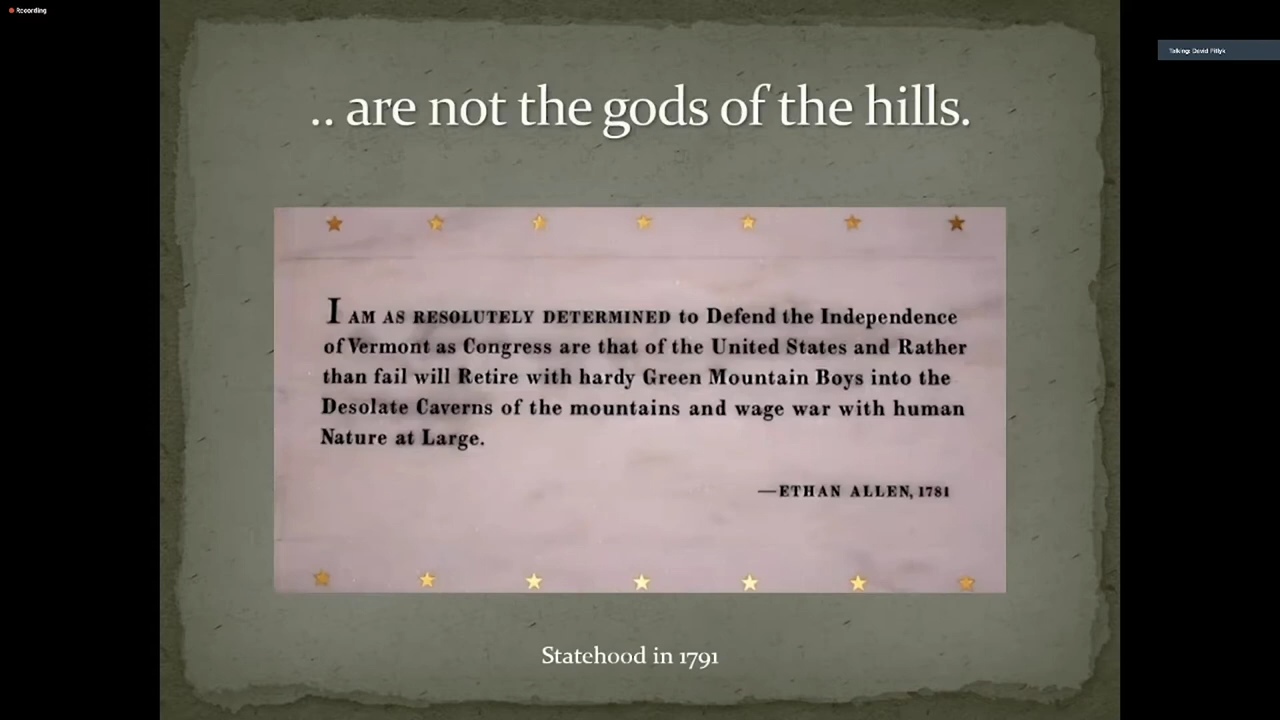 Recording
Talking: David Pitlyk
.. are not the gods of the hills.
I AM AS RESOLUTELY DETERMINED to Defend the Independence
of Vermont as Congress are that of the United States and Rather
than fail will Retire with hardy Green Mountain Boys into the
Desolate Caverns of the mountains and wage war with human
Nature at Large.
—ETHAN ALLEN, 1781
Statehood in 1791